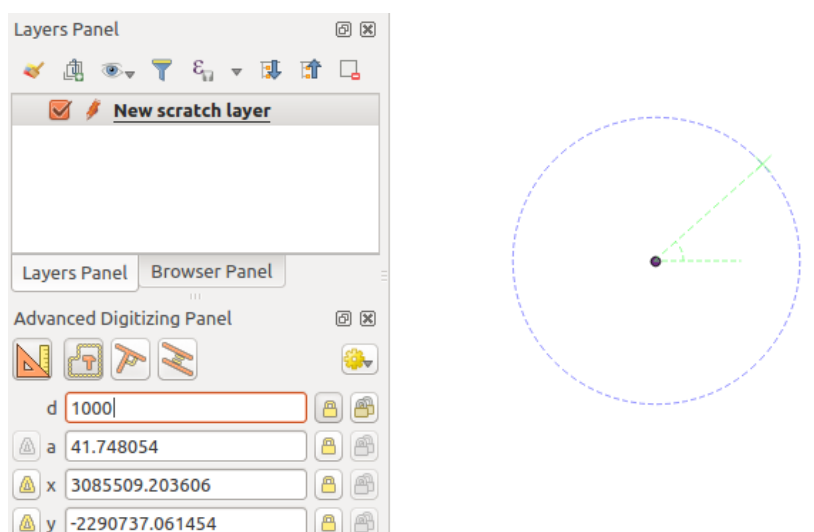 Layers Panel
New scratch layer
Layers Panel Browser Panel
Advanced Digitizing Panel
d 1000
a 41.748054
x 3085509.203606
y -2290737.061454